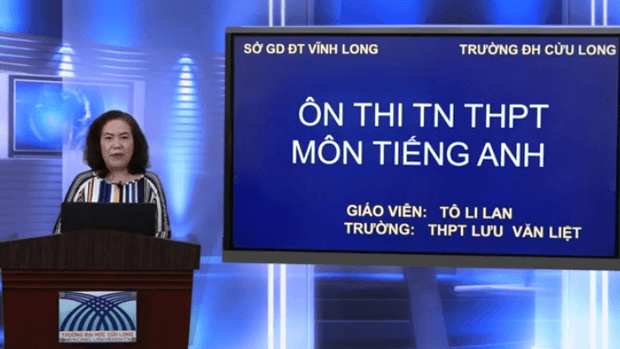 SỞ GD ĐT VĨNH LONG TRƯỜNG ĐH CỬU LONG
ÔN THI TN THPT
MÔN TIẾNG ANH
GIÁO VIÊN: TÔ LI LAN
TRƯỜNG: THPT LƯU VĂN LIỆT
TRƯỜNG ĐẠI HỌC CỬU LONG